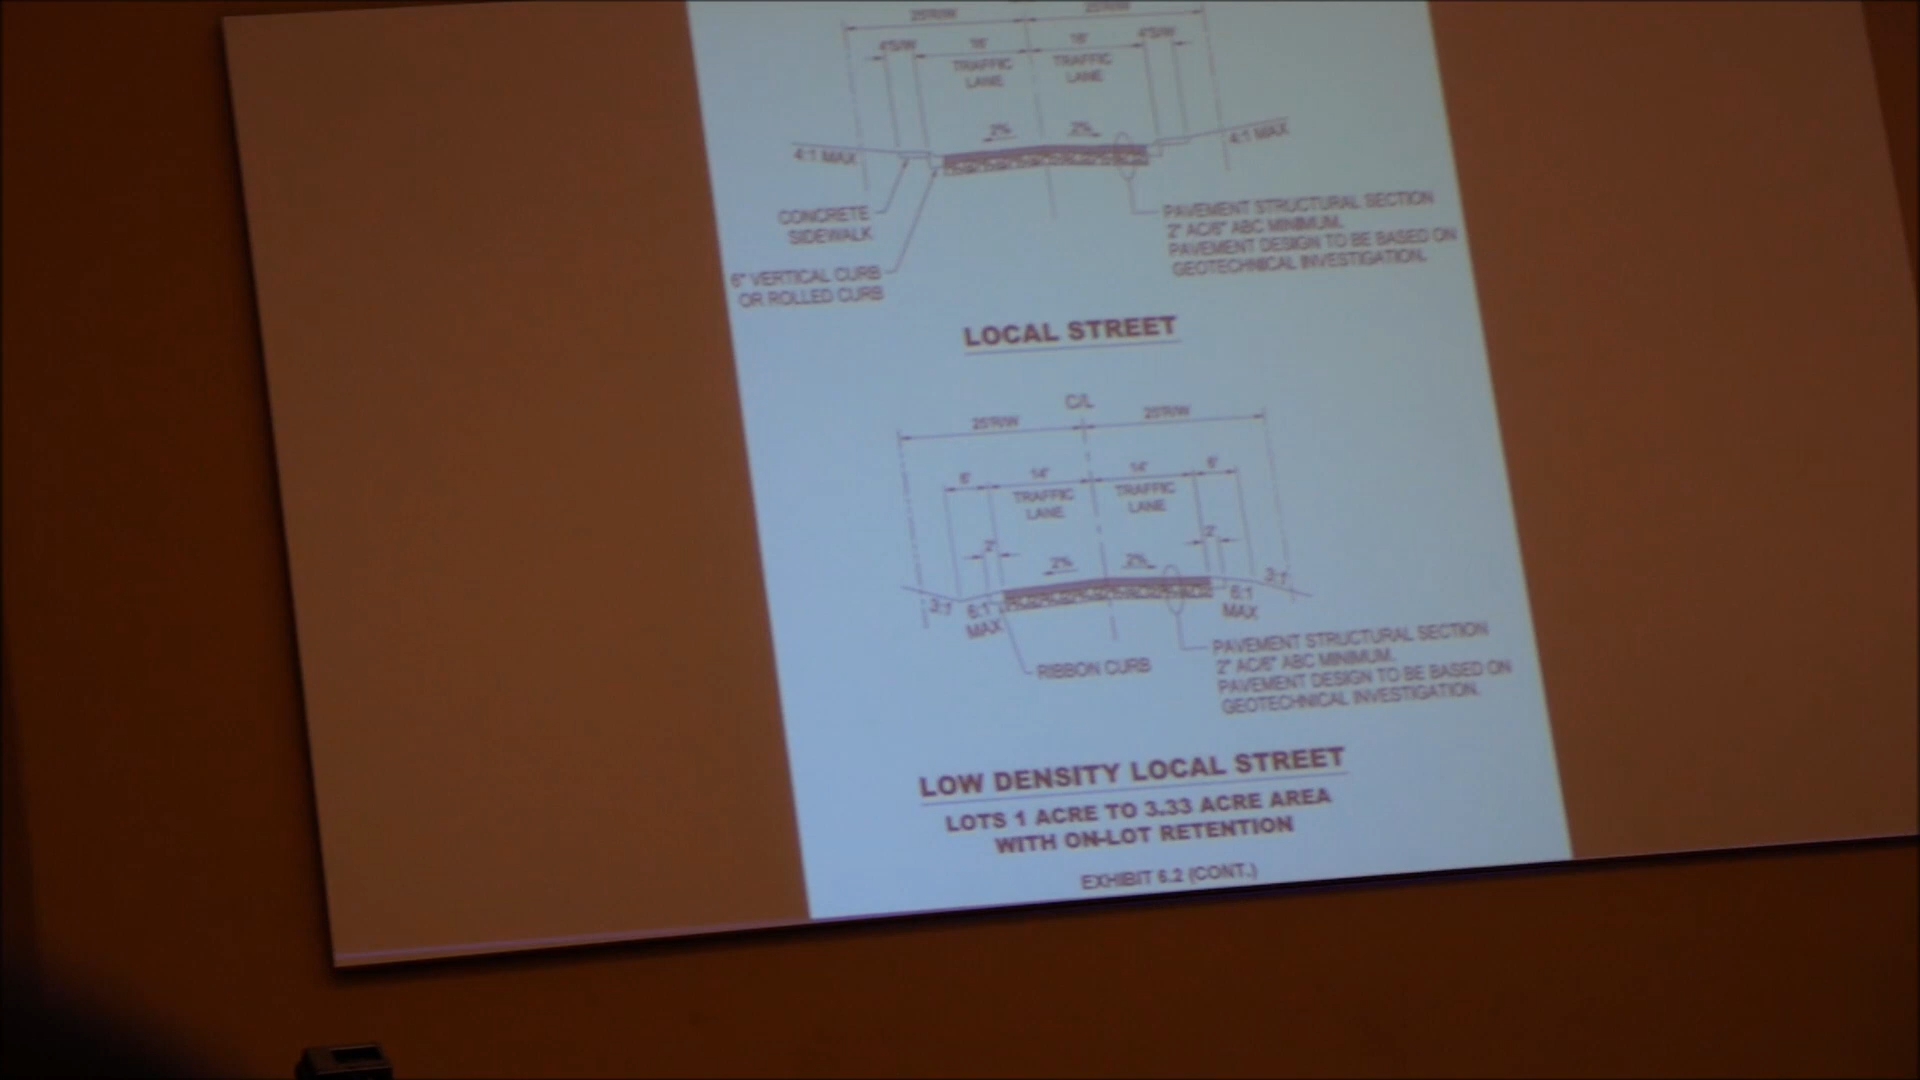 25'R/W 25'R/W
4'S/W 16' 16' 4'S/W
TRAFFIC LANE TRAFFIC LANE
2% 2%
4:1 MAX 4:1 MAX
CONCRETE
SIDEWALK
6" VERTICAL CURB
OR ROLLED CURB
PAVEMENT STRUCTURAL SECTION
2" AC/6" ABC MINIMUM.
PAVEMENT DESIGN TO BE BASED ON
GEOTECHNICAL INVESTIGATION.
LOCAL STREET
C/L
25'R/W 25'R/W
6' 14' 14' 6'
TRAFFIC LANE TRAFFIC LANE
2' 2'
2% 2%
3:1 6:1 MAX 6:1 MAX 3:1
RIBBON CURB
PAVEMENT STRUCTURAL SECTION
2" AC/6" ABC MINIMUM.
PAVEMENT DESIGN TO BE BASED ON
GEOTECHNICAL INVESTIGATION.
LOW DENSITY LOCAL STREET
LOTS 1 ACRE TO 3.33 ACRE AREA
WITH ON-LOT RETENTION
EXHIBIT 6.2 (CONT.)